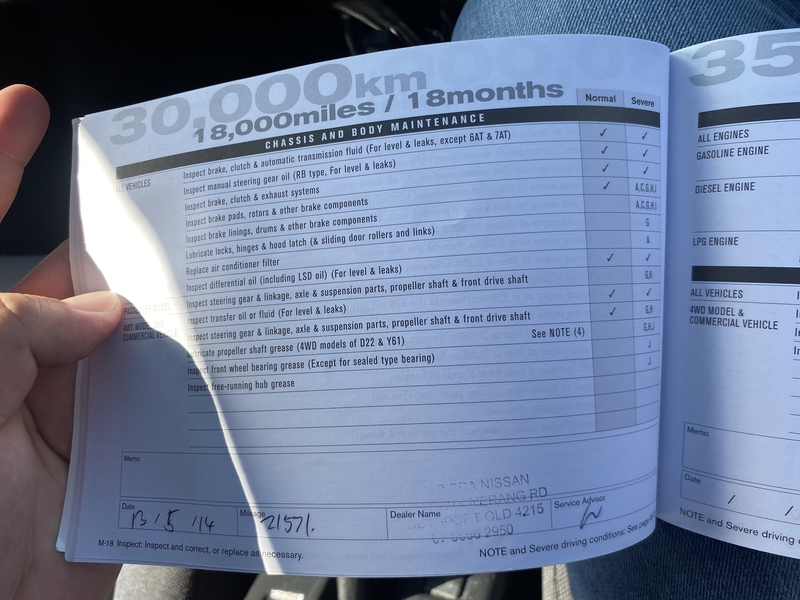 30,000km
18,000miles / 18months
Normal Severe
CHASSIS AND BODY MAINTENANCE
ALL VEHICLES
Inspect brake, clutch & automatic transmission fluid (For level & leaks, except 6AT & 7AT) ✓ ✓
Inspect manual steering gear oil (RB type, For level & leaks) ✓ ✓
Inspect brake, clutch & exhaust systems ✓ ✓
Inspect brake pads, rotors & other brake components ✓ A,C,G,H,I
Inspect brake linings, drums & other brake components A,C,G,H,I
Lubricate locks, hinges & hood latch (& sliding door rollers and links) G
Replace air conditioner filter A
Inspect differential oil (including LSD oil) (For level & leaks) ✓ ✓
Inspect steering gear & linkage, axle & suspension parts, propeller shaft & front drive shaft G,H
4WD MODEL AND
COMMERCIAL VEHICLE
Inspect transfer oil or fluid (For level & leaks) ✓ ✓
Inspect steering gear & linkage, axle & suspension parts, propeller shaft & front drive shaft ✓ G,H
Lubricate propeller shaft grease (4WD models of D22 & Y61) See NOTE (4) G,H,J
Inspect front wheel bearing grease (Except for sealed type bearing) J
Inspect free-running hub grease J
Memo
Date 13/5/14
Mileage 21571.
Dealer Name
NISSAN
NERANG RD
QLD 4215
2950
Service Advisor
M-18 Inspect: Inspect and correct, or replace as necessary.
NOTE and Severe driving conditions: See
35
ALL ENGINES
GASOLINE ENGINE
DIESEL ENGINE
LPG ENGINE
ALL VEHICLES
4WD MODEL &
COMMERCIAL VEHICLE
Memo
Date
/ /
NOTE and Severe driving